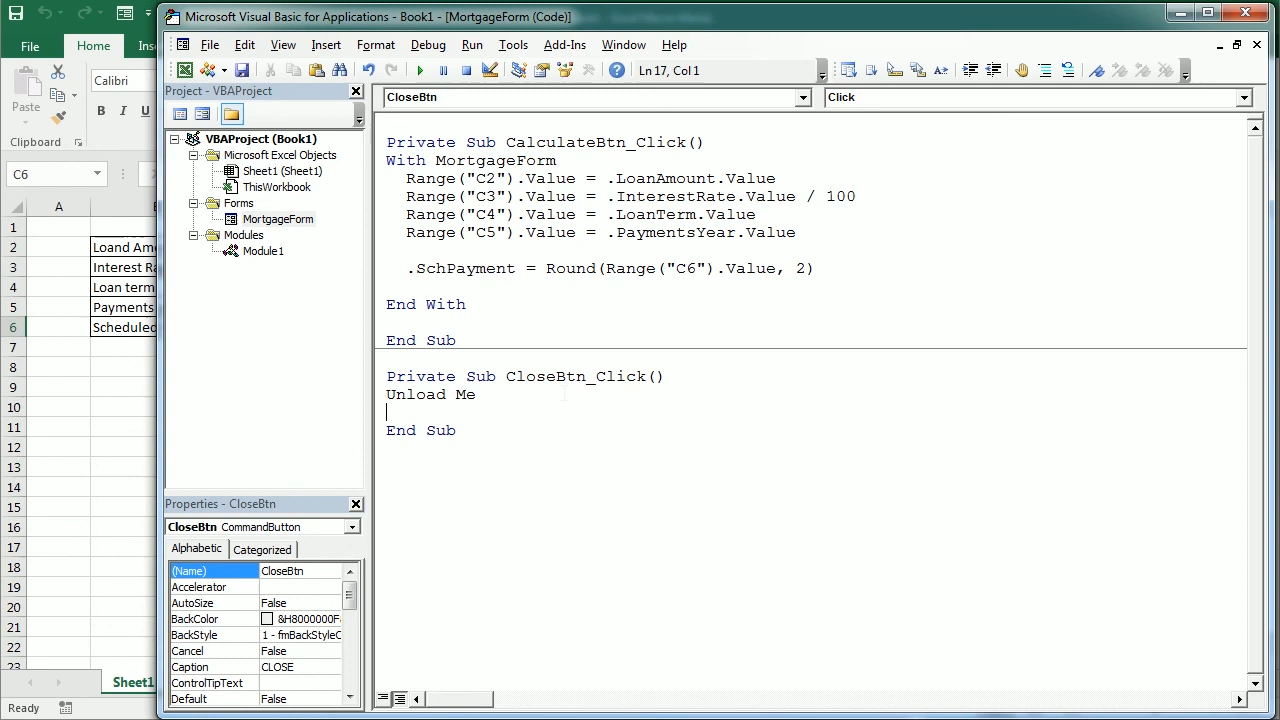 Microsoft Visual Basic for Applications - Book1 - [MortgageForm (Code)]
File Edit View Insert Format Debug Run Tools Add-Ins Window Help
Ln 17, Col 1
File Home
Calibri
Paste
B I U
Clipboard
C6
A
1
2 Loand
3 Interest
4 Loan term
5 Payments
6 Scheduled
7
8
9
10
11
12
13
14
15
16
17
18
19
20
21
22
23
Sheet1
Ready
Project - VBAProject
VBAProject (Book1)
Microsoft Excel Objects
Sheet1 (Sheet1)
ThisWorkbook
Forms
MortgageForm
Modules
Module1
Properties - CloseBtn
CloseBtn CommandButton
Alphabetic Categorized
(Name) CloseBtn
Accelerator
AutoSize False
BackColor &H8000000F
BackStyle 1 - fmBackStyleO
Cancel False
Caption CLOSE
ControlTipText
Default False
CloseBtn Click
Private Sub CalculateBtn_Click()
With MortgageForm
Range("C2").Value = .LoanAmount.Value
Range("C3").Value = .InterestRate.Value / 100
Range("C4").Value = .LoanTerm.Value
Range("C5").Value = .PaymentsYear.Value
.SchPayment = Round(Range("C6").Value, 2)
End With
End Sub
Private Sub CloseBtn_Click()
Unload Me
End Sub